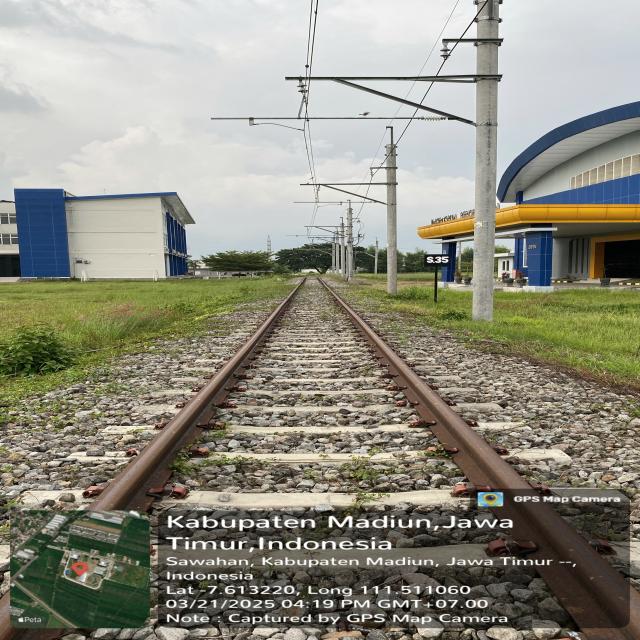 S.35
GPS Map Camera
Kabupaten Madiun,Jawa
Timur,Indonesia
Sawahan, Kabupaten Madiun, Jawa Timur --,
Indonesia
Lat -7.613220, Long 111.511060
03/21/2025 04:19 PM GMT+07.00
Note : Captured by GPS Map Camera
Peta